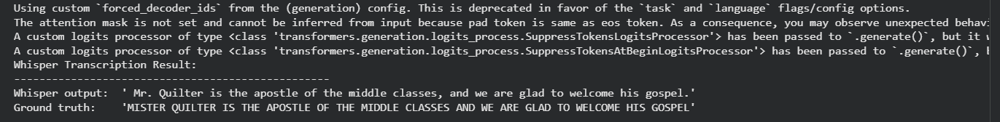 Using custom `forced_decoder_ids` from the (generation) config. This is deprecated in favor of the `task` and `language` flags/config options.
The attention mask is not set and cannot be inferred from input because pad token is same as eos token. As a consequence, you may observe unexpected behavi
A custom logits processor of type <class 'transformers.generation.logits_process.SuppressTokensLogitsProcessor'> has been passed to `.generate()`, but it
A custom logits processor of type <class 'transformers.generation.logits_process.SuppressTokensAtBeginLogitsProcessor'> has been passed to `.generate()`,
Whisper Transcription Result:
--------------------------------------------------
Whisper output:  ' Mr. Quilter is the apostle of the middle classes, and we are glad to welcome his gospel.'
Ground truth:    'MISTER QUILTER IS THE APOSTLE OF THE MIDDLE CLASSES AND WE ARE GLAD TO WELCOME HIS GOSPEL'